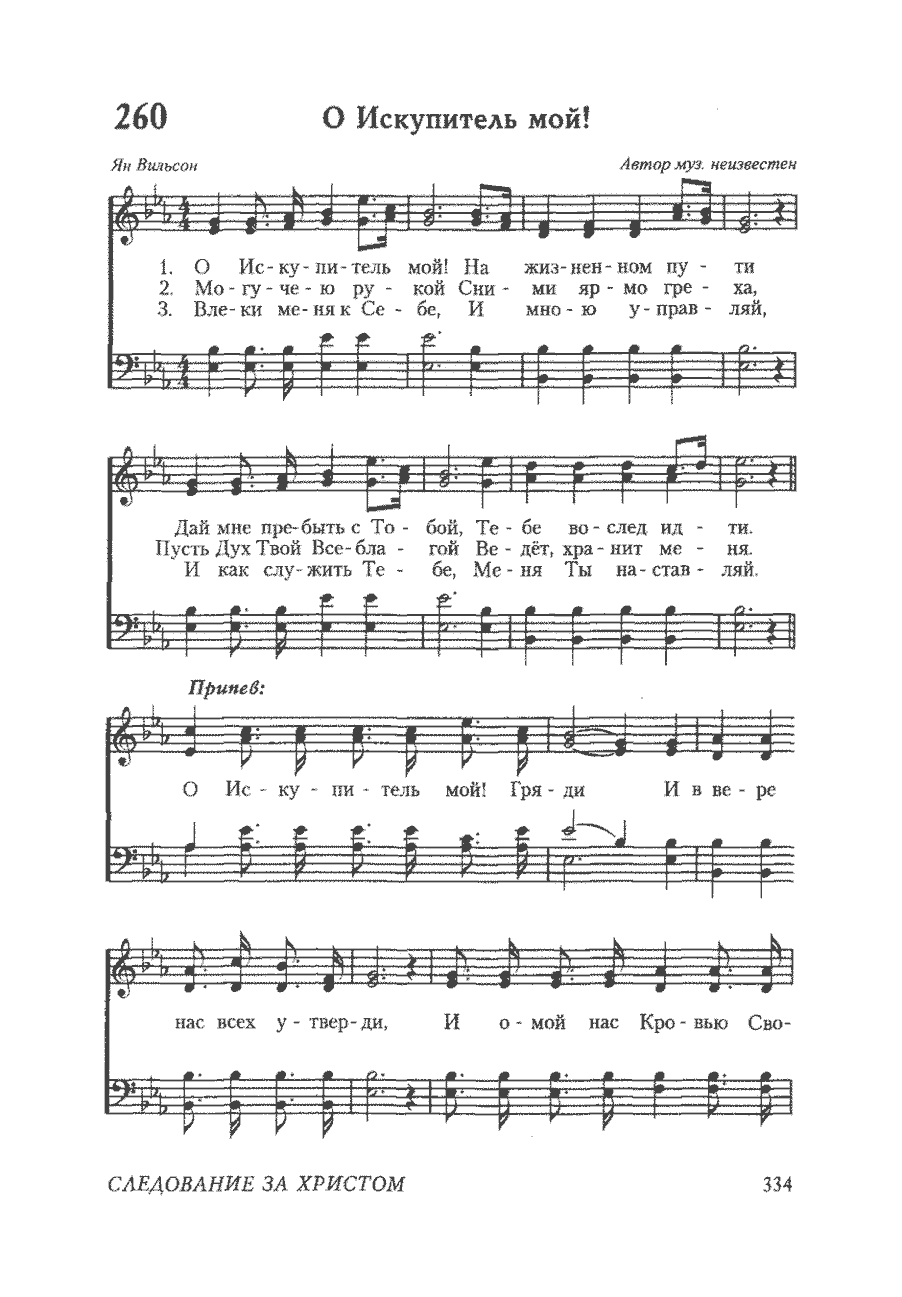 260 О Искупитель мой!
Ян Вильсон Автор муз. неизвестен
1. О Ис-ку-пи-тель мой! На жиз-нен-ном пу - ти
2. Мо-гу-че-ю ру - кой Сни - ми яр-мо гре - ха,
3. Вле-ки ме-ня к Се - бе, И мно-ю у-прав - ляй,
Дай мне пре-быть с То - бой, Те - бе во-след ид - ти.
Пусть Дух Твой Все-бла - гой Ве - дёт, хра-нит ме - ня.
И как слу-жить Те - бе, Ме-ня Ты на-став - ляй.
Припев:
О Ис - ку - пи - тель мой! Гря - ди И в ве - ре
нас всех у - твер-ди, И о - мой нас Кро - вью Сво-
СЛЕДОВАНИЕ ЗА ХРИСТОМ 334